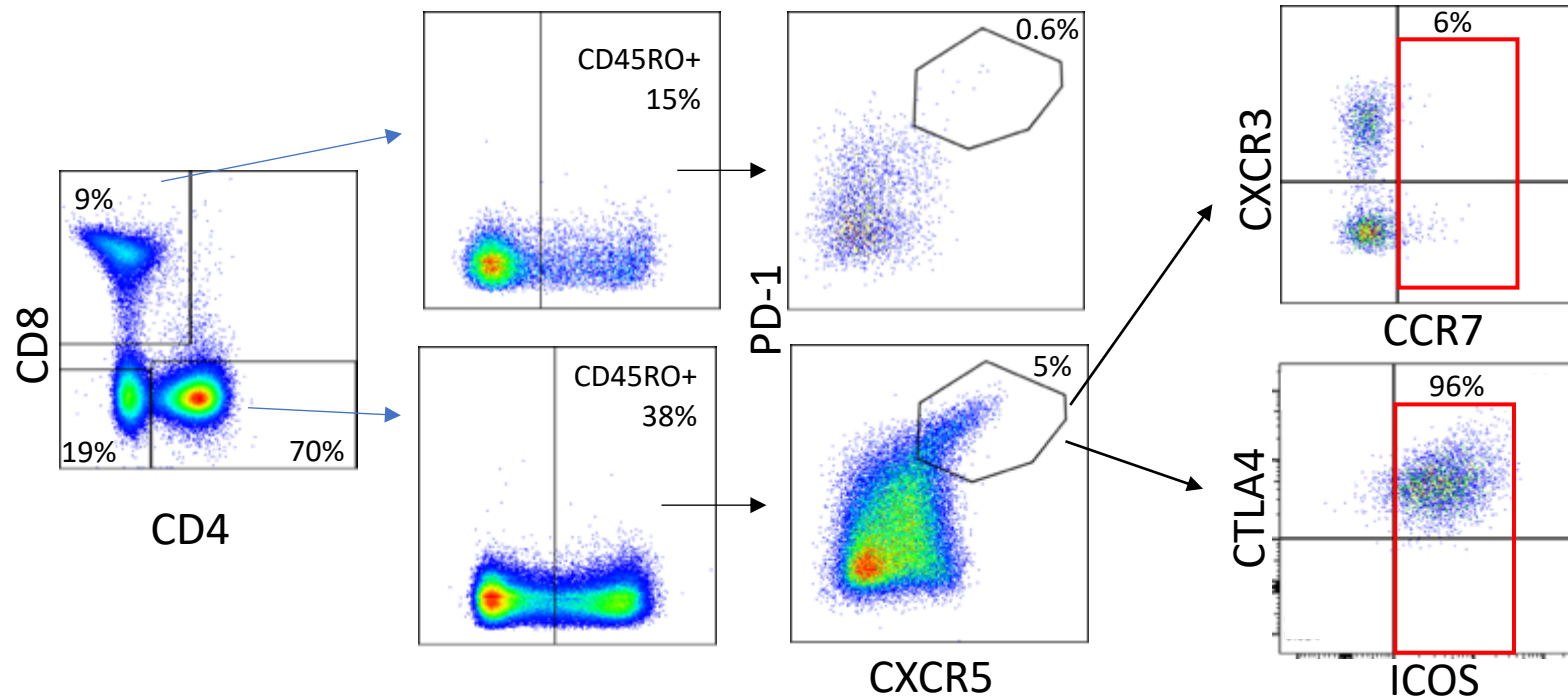 9%
19%
70%
CD8
CD4
CD45RO+
15%
CD45RO+
38%
0.6%
5%
PD-1
CXCR5
6%
CXCR3
CCR7
96%
CTLA4
ICOS